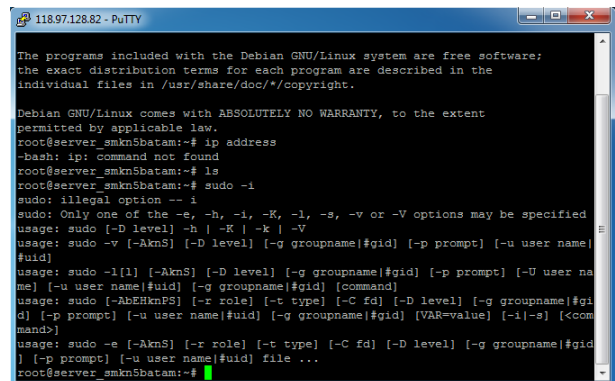 118.97.128.82 - PuTTY
The programs included with the Debian GNU/Linux system are free software;
the exact distribution terms for each program are described in the
individual files in /usr/share/doc/*/copyright.
Debian GNU/Linux comes with ABSOLUTELY NO WARRANTY, to the extent
permitted by applicable law.
root@server_smkn5batam:~# ip address
-bash: ip: command not found
root@server_smkn5batam:~# ls
root@server_smkn5batam:~# sudo -i
sudo: illegal option -- i
sudo: Only one of the -e, -h, -i, -K, -l, -s, -v or -V options may be specified
usage: sudo [-D level] -h | -K | -k | -V
usage: sudo -v [-AknS] [-D level] [-g groupname|#gid] [-p prompt] [-u user name|
#uid]
usage: sudo -l[l] [-AknS] [-D level] [-g groupname|#gid] [-p prompt] [-U user na
me] [-u user name|#uid] [-g groupname|#gid] [command]
usage: sudo [-AbEHknPS] [-r role] [-t type] [-C fd] [-D level] [-g groupname|#gi
d] [-p prompt] [-u user name|#uid] [-g groupname|#gid] [VAR=value] [-i|-s] [<com
mand>]
usage: sudo -e [-AknS] [-r role] [-t type] [-C fd] [-D level] [-g groupname|#gid
] [-p prompt] [-u user name|#uid] file ...
root@server_smkn5batam:~#